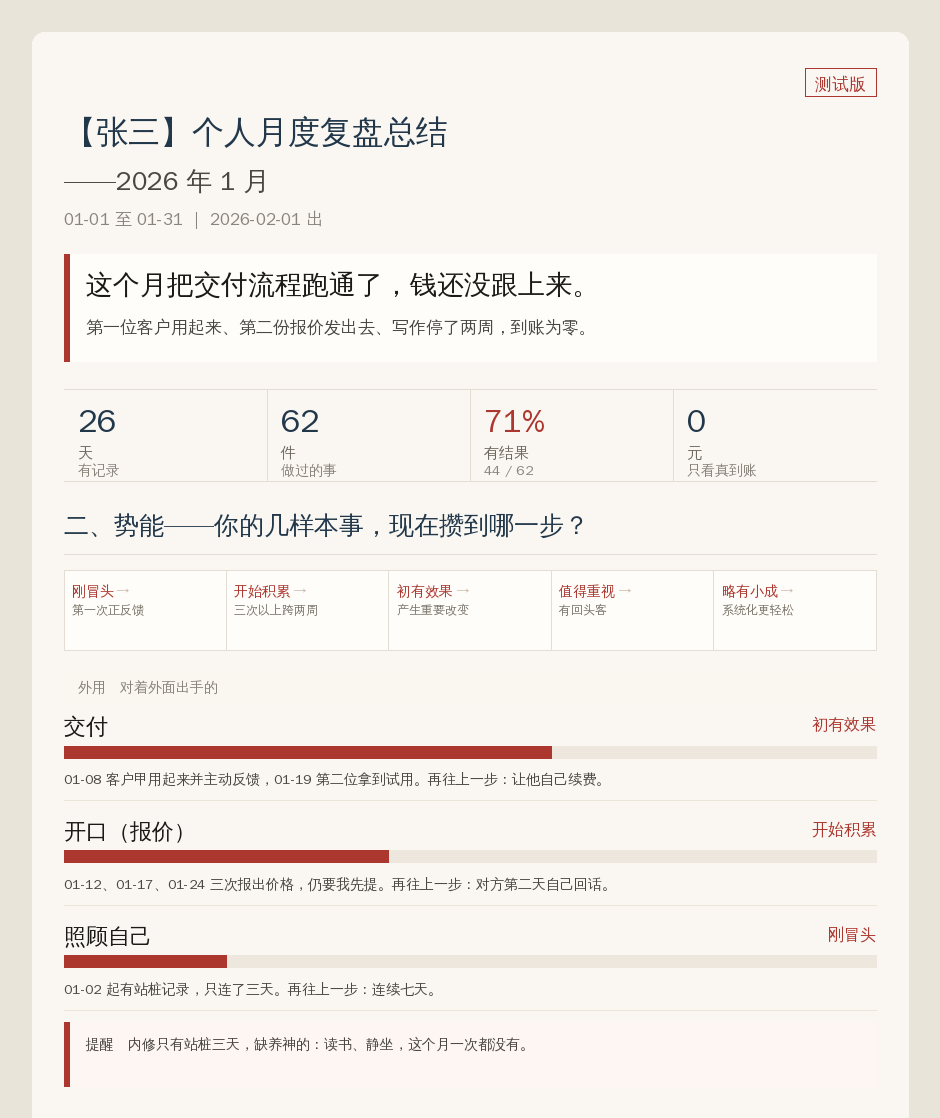 测试版
【张三】个人月度复盘总结
——2026 年 1 月
01-01 至 01-31 ｜ 2026-02-01 出
这个月把交付流程跑通了，钱还没跟上来。
第一位客户用起来、第二份报价发出去、写作停了两周，到账为零。
26
天
有记录
62
件
做过的事
71%
有结果
44 / 62
0
元
只看真到账
二、势能——你的几样本事，现在攒到哪一步？
刚冒头→
第一次正反馈
开始积累→
三次以上跨两周
初有效果→
产生重要改变
值得重视→
有回头客
略有小成→
系统化更轻松
外用　对着外面出手的
交付
初有效果
01-08 客户甲用起来并主动反馈，01-19 第二位拿到试用。再往上一步：让他自己续费。
开口（报价）
开始积累
01-12、01-17、01-24 三次报出价格，仍要我先提。再往上一步：对方第二天自己回话。
照顾自己
刚冒头
01-02 起有站桩记录，只连了三天。再往上一步：连续七天。
提醒　内修只有站桩三天，缺养神的：读书、静坐，这个月一次都没有。